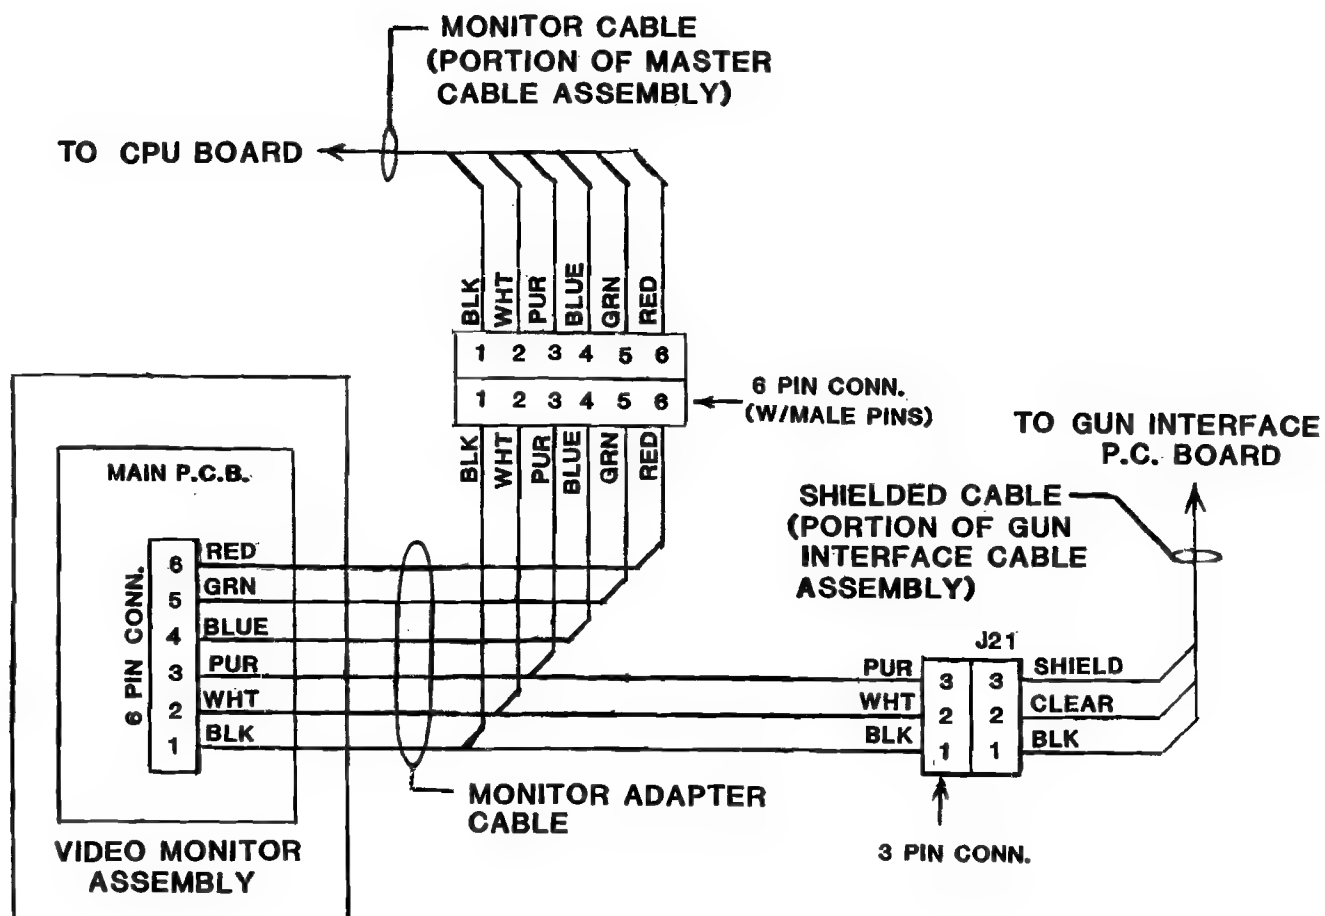 MONITOR CABLE
(PORTION OF MASTER
CABLE ASSEMBLY)
TO CPU BOARD
BLK
WHT
PUR
BLUE
GRN
RED
1 2 3 4 5 6
1 2 3 4 5 6
6 PIN CONN.
(W/MALE PINS)
BLK
WHT
PUR
BLUE
GRN
RED
TO GUN INTERFACE
P.C. BOARD
SHIELDED CABLE
(PORTION OF GUN
INTERFACE CABLE
ASSEMBLY)
MAIN P.C.B.
6 PIN CONN.
6 RED
5 GRN
4 BLUE
3 PUR
2 WHT
1 BLK
J21
PUR 3 3 SHIELD
WHT 2 2 CLEAR
BLK 1 1 BLK
3 PIN CONN.
MONITOR ADAPTER
CABLE
VIDEO MONITOR
ASSEMBLY